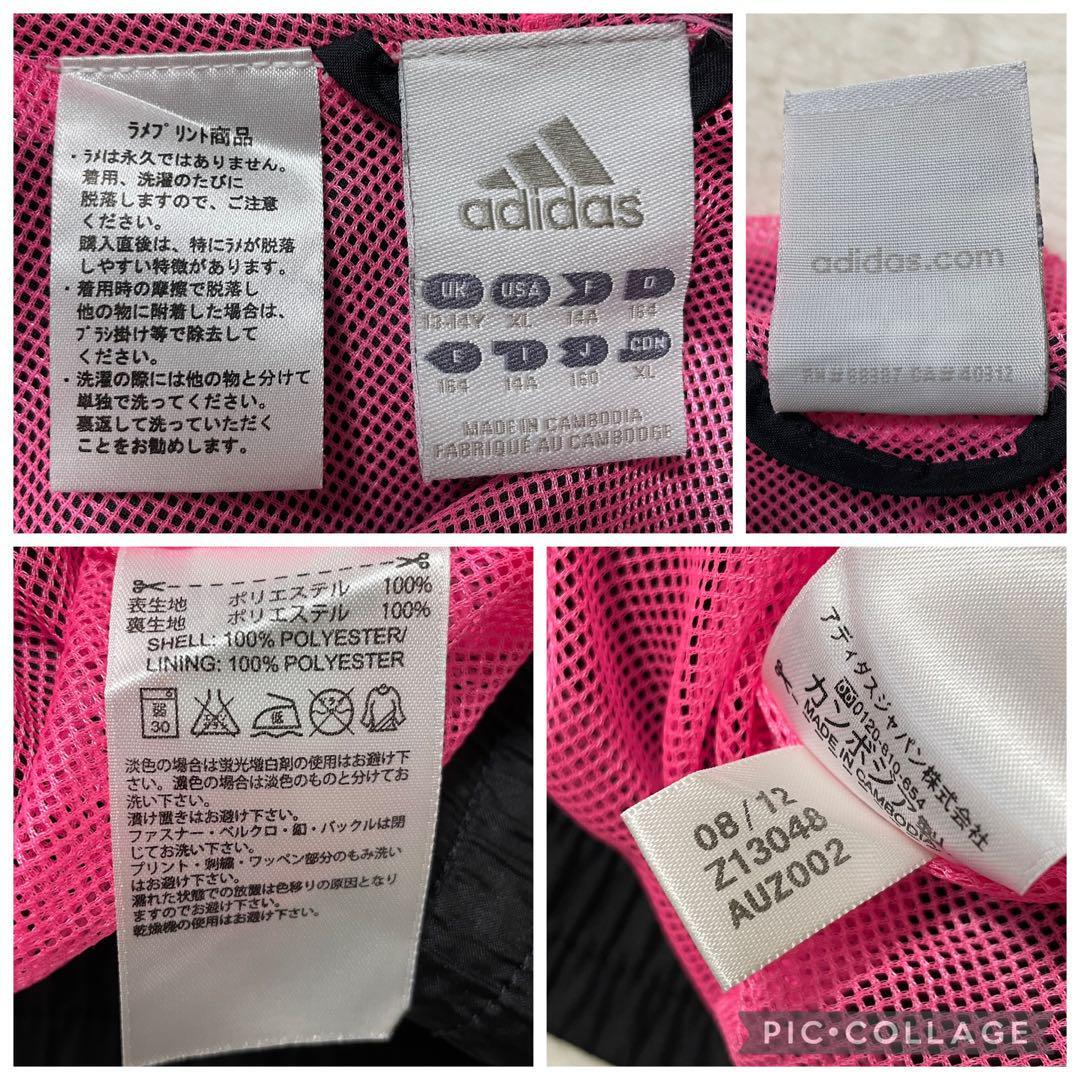 ラメプリント商品
・ラメは永久ではありません。
着用、洗濯のたびに
脱落しますので、ご注意
ください。
購入直後は、特にラメが脱落
しやすい特徴があります。
・着用時の摩擦で脱落し
他の物に附着した場合は、
ブラシ掛け等で除去して
ください。
・洗濯の際には他の物と分けて
単独で洗ってください。
裏返して洗っていただく
ことをお勧めします。
adidas
UK USA F D
13-14Y XL 14A 164
E I J CDN
164 14A 160 XL
MADE IN CAMBODIA
FABRIQUÉ AU CAMBODGE
adidas.com
表生地 ポリエステル 100%
裏生地 ポリエステル 100%
SHELL: 100% POLYESTER/
LINING: 100% POLYESTER
弱
30
エンソサラシ
低
ドライ
淡色の場合は蛍光増白剤の使用はお避け下
さい。濃色の場合は淡色のものと分けてお
洗い下さい。
漬け置きはお避け下さい。
ファスナー・ベルクロ・釦・バックルは閉
じてお洗い下さい。
プリント・刺繍・ワッペン部分のもみ洗い
はお避け下さい。
濡れた状態での放置は色移りの原因となり
ますのでお避け下さい。
乾燥機の使用はお避け下さい。
アディダスジャパン株式会社
0120-810-654
カンボジア製
MADE IN CAMBODIA
08/12
Z13048
AUZ002
PIC•COLLAGE